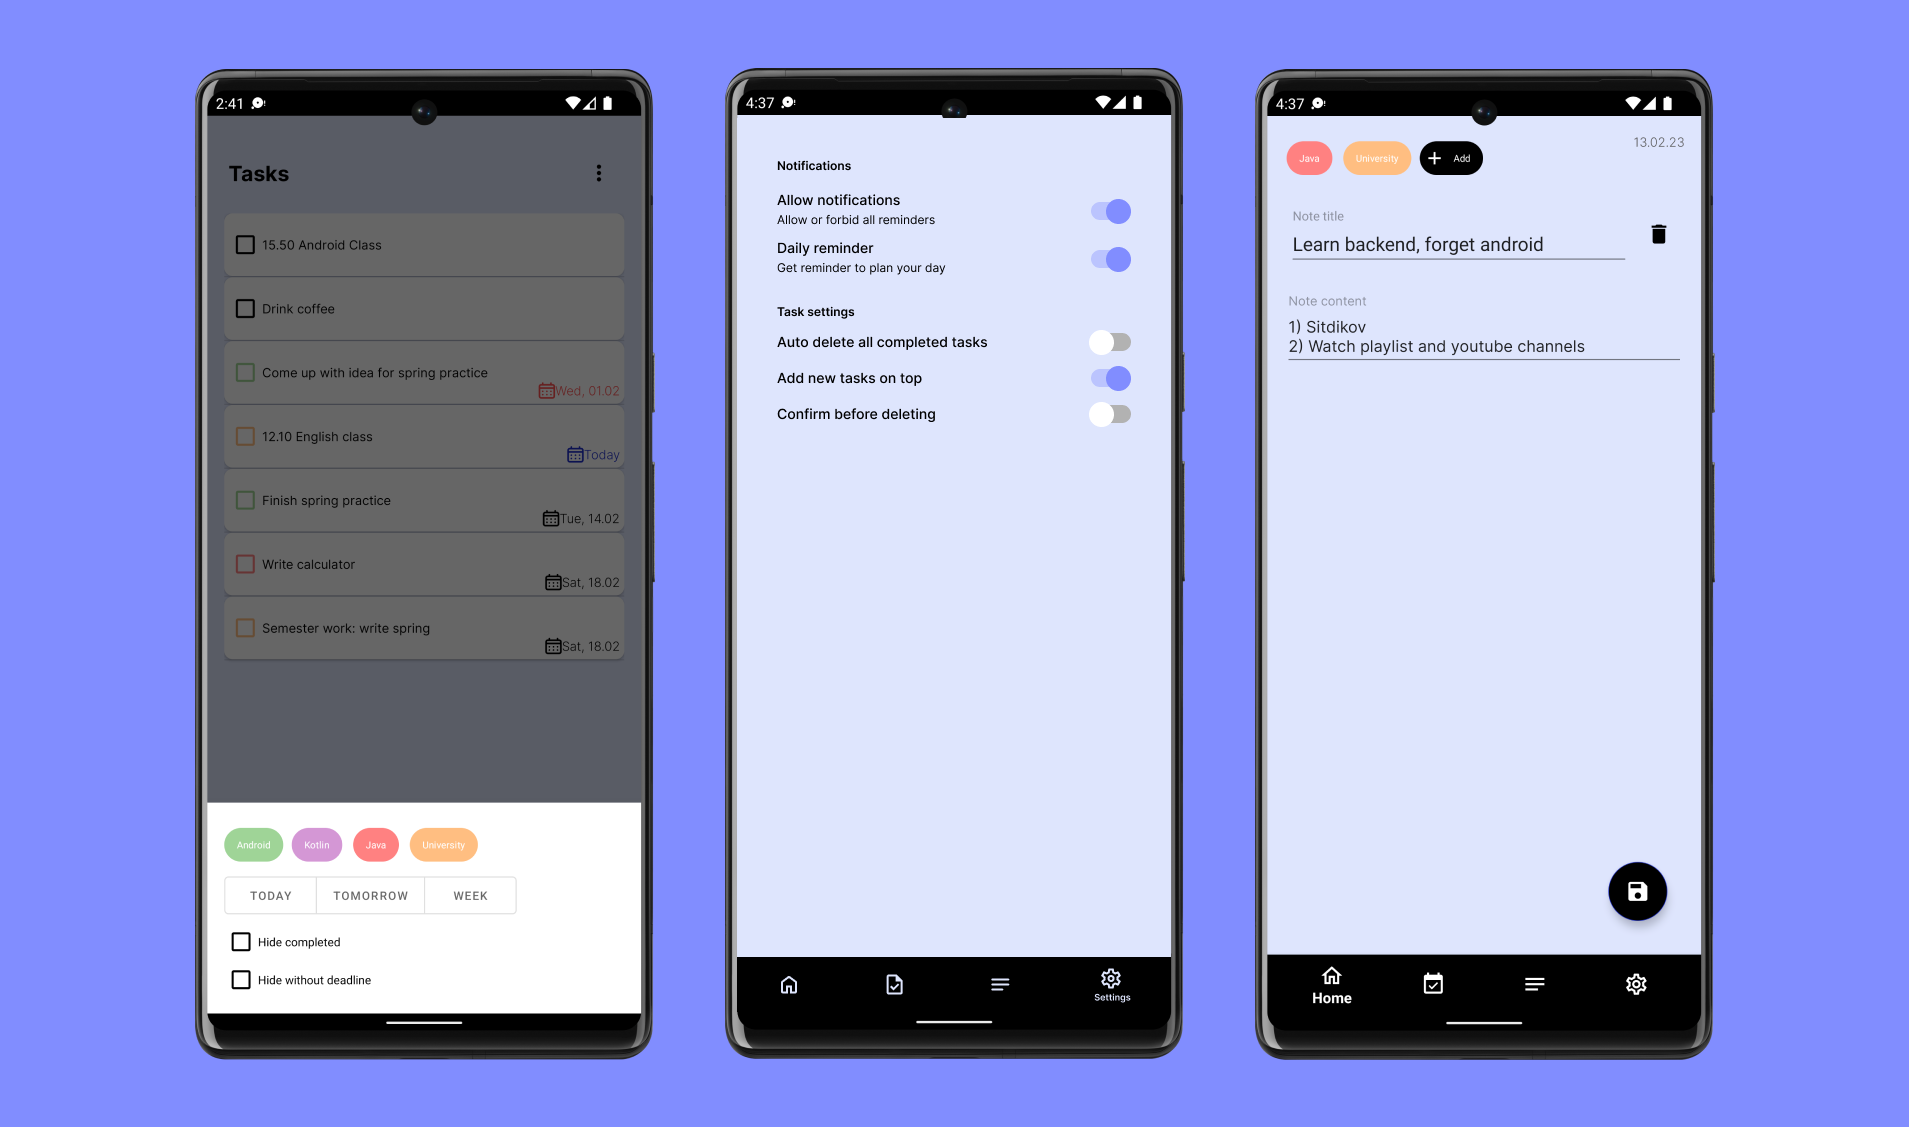 2:41
Tasks
15.50 Android Class
Drink coffee
Come up with idea for spring practice
Wed, 01.02
12.10 English class
Today
Finish spring practice
Tue, 14.02
Write calculator
Sat, 18.02
Semester work: write spring
Sat, 18.02
Android Kotlin Java University
TODAY TOMORROW WEEK
Hide completed
Hide without deadline
4:37
Notifications
Allow notifications
Allow or forbid all reminders
Daily reminder
Get reminder to plan your day
Task settings
Auto delete all completed tasks
Add new tasks on top
Confirm before deleting
Settings
4:37
13.02.23
Java University + Add
Note title
Learn backend, forget android
Note content
1) Sitdikov
2) Watch playlist and youtube channels
Home